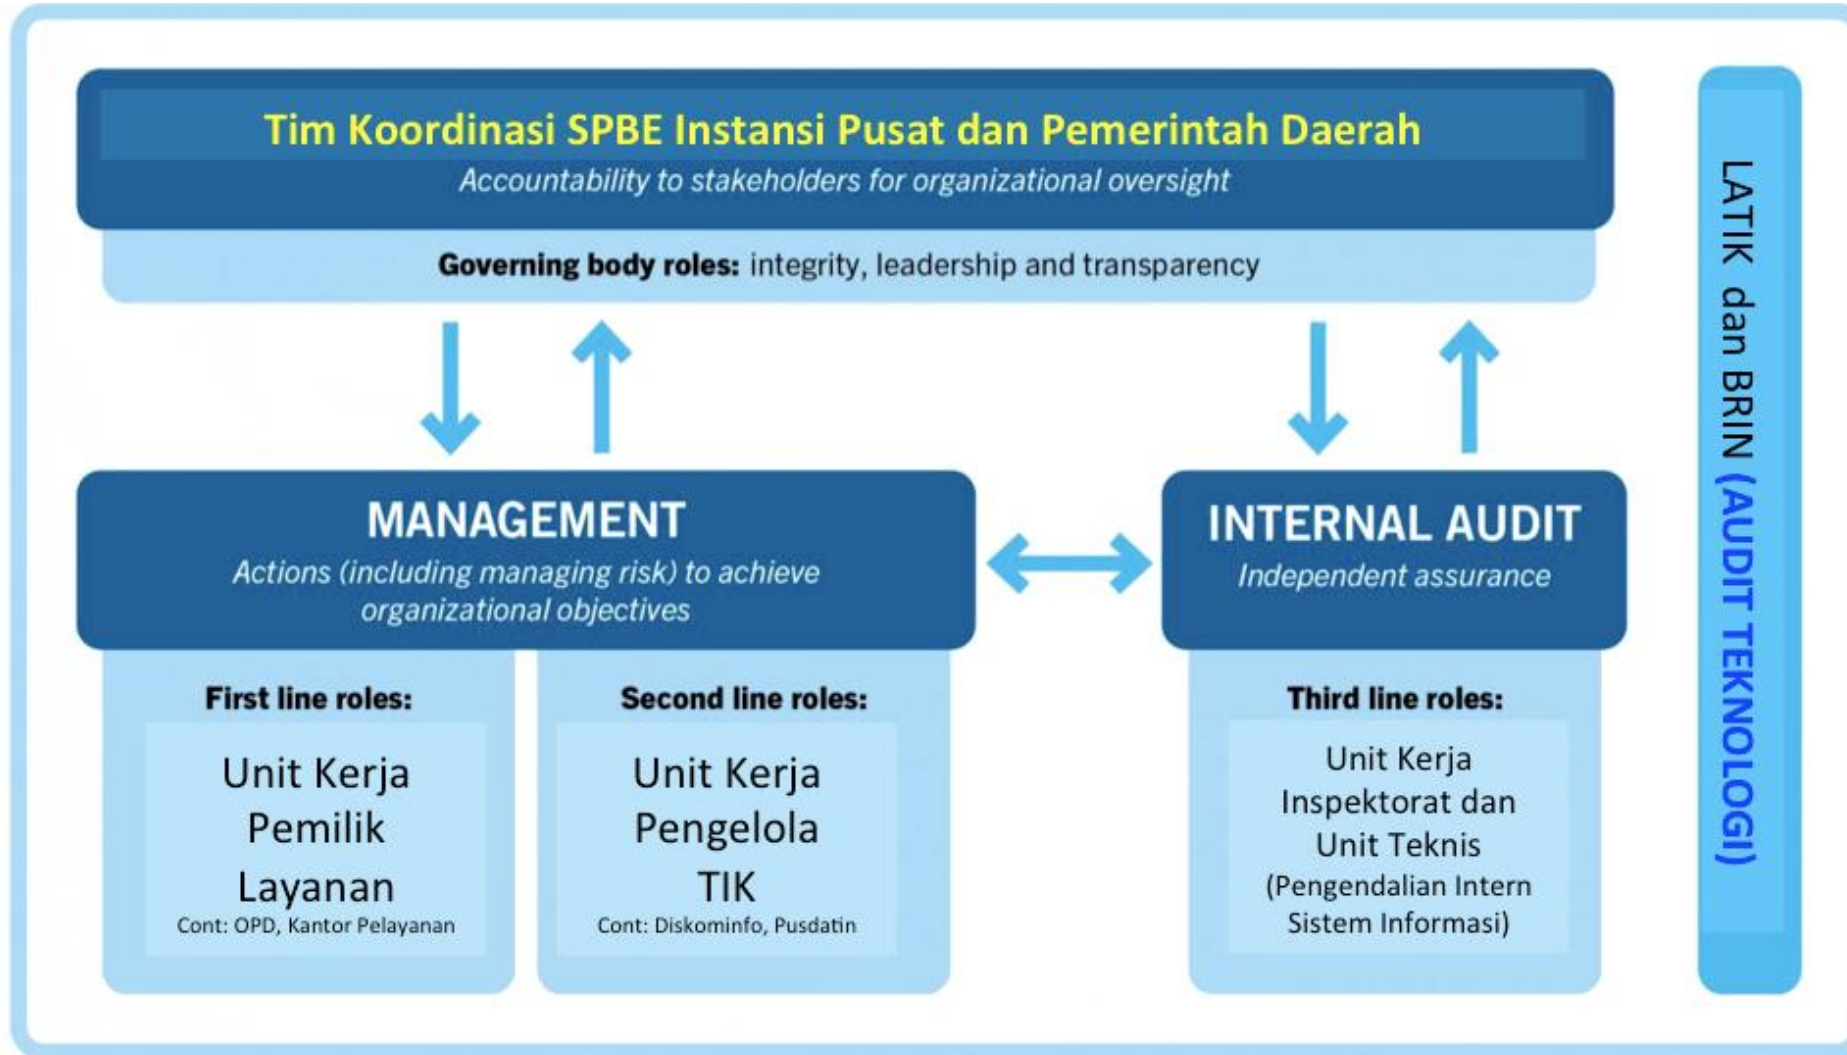 Tim Koordinasi SPBE Instansi Pusat dan Pemerintah Daerah
Accountability to stakeholders for organizational oversight
Governing body roles: integrity, leadership and transparency
MANAGEMENT
Actions (including managing risk) to achieve
organizational objectives
First line roles:
Unit Kerja
Pemilik
Layanan
Cont: OPD, Kantor Pelayanan
Second line roles:
Unit Kerja
Pengelola
TIK
Cont: Diskominfo, Pusdatin
INTERNAL AUDIT
Independent assurance
Third line roles:
Unit Kerja
Inspektorat dan
Unit Teknis
(Pengendalian Intern
Sistem Informasi)
LATIK dan BRIN (AUDIT TEKNOLOGI)